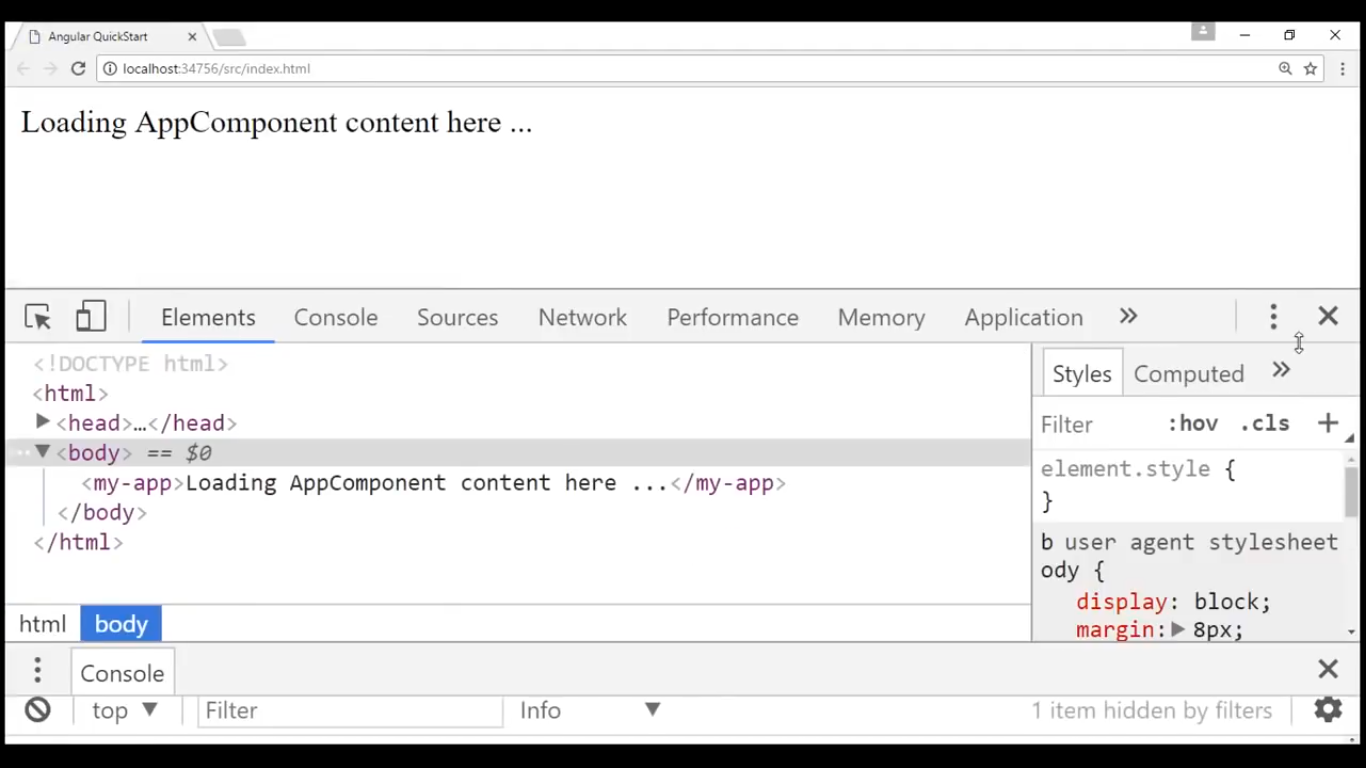 Angular QuickStart
localhost:34756/src/index.html
Loading AppComponent content here ...
Elements Console Sources Network Performance Memory Application »
<!DOCTYPE html>
<html>
<head>…</head>
<body> == $0
<my-app>Loading AppComponent content here ...</my-app>
</body>
</html>
html body
Styles Computed »
Filter :hov .cls +
element.style {
}
b user agent stylesheet
ody {
display: block;
margin: 8px;
Console
top Filter Info 1 item hidden by filters